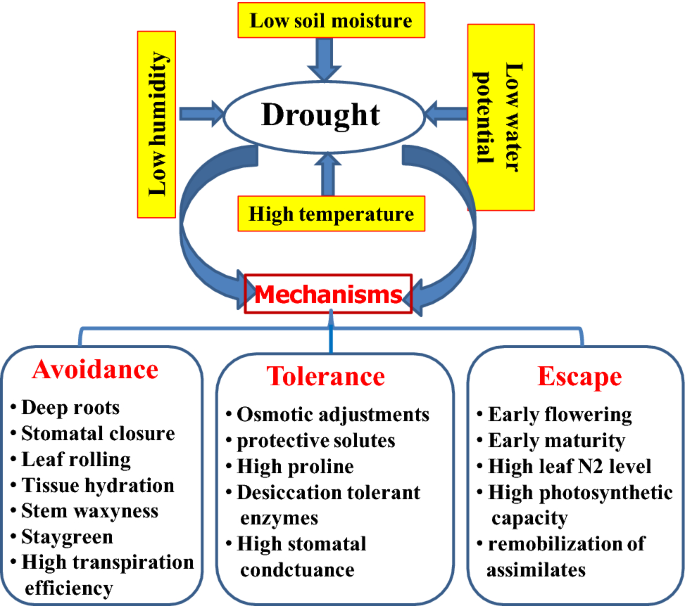 Low soil moisture
Low humidity
Drought
Low water
potential
High temperature
Mechanisms
Avoidance
• Deep roots
• Stomatal closure
• Leaf rolling
• Tissue hydration
• Stem waxyness
• Staygreen
• High transpiration
efficiency
Tolerance
• Osmotic adjustments
• protective solutes
• High proline
• Desiccation tolerant
enzymes
• High stomatal
condctuance
Escape
• Early flowering
• Early maturity
• High leaf N2 level
• High photosynthetic
capacity
• remobilization of
assimilates